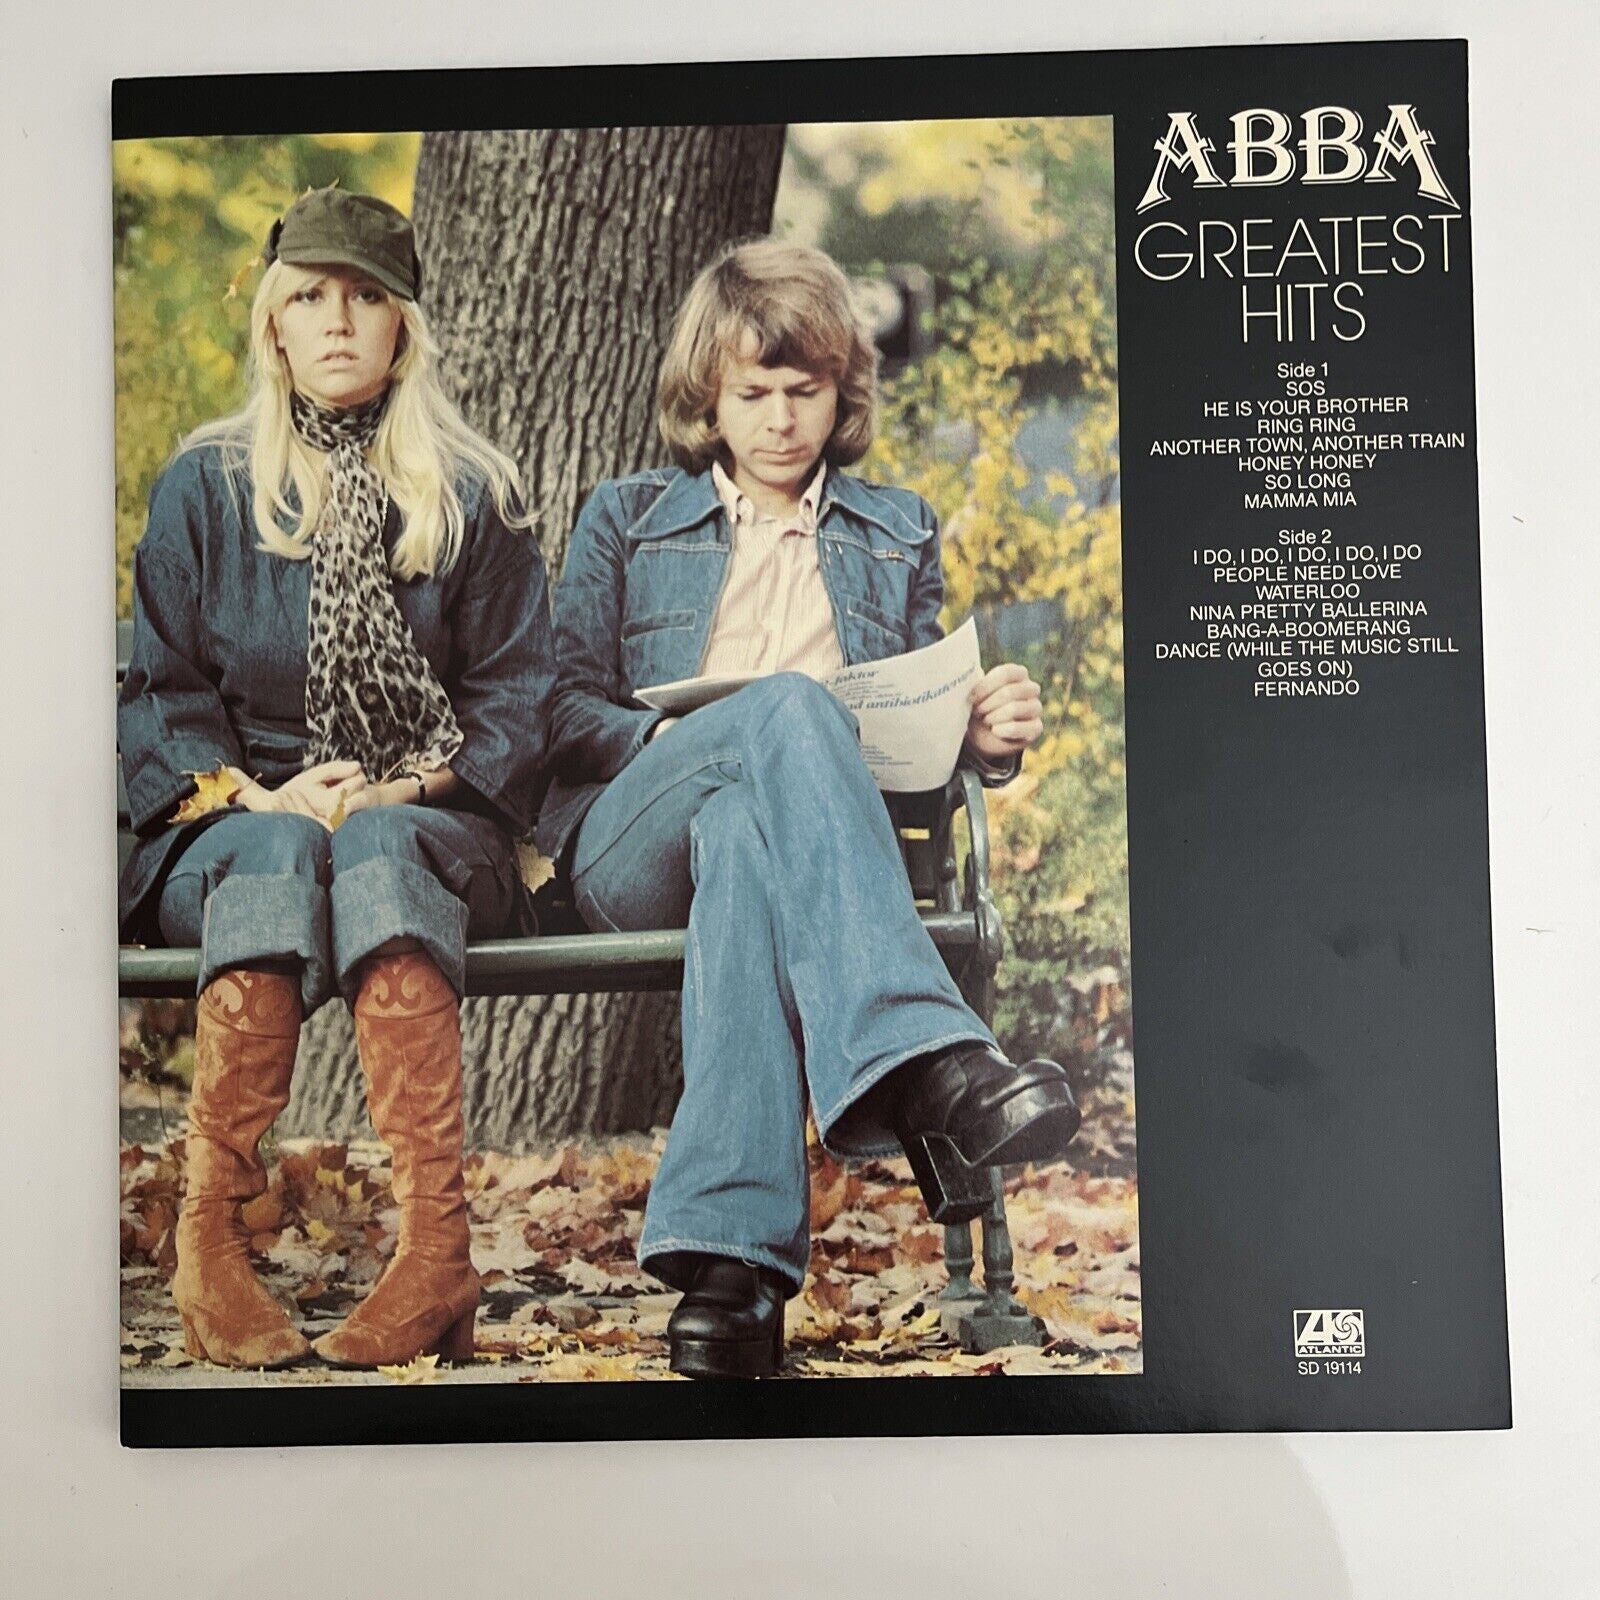 ABBA
GREATEST
HITS
Side 1
SOS
HE IS YOUR BROTHER
RING RING
ANOTHER TOWN, ANOTHER TRAIN
HONEY HONEY
SO LONG
MAMMA MIA
Side 2
I DO, I DO, I DO, I DO, I DO
PEOPLE NEED LOVE
WATERLOO
NINA PRETTY BALLERINA
BANG-A-BOOMERANG
DANCE (WHILE THE MUSIC STILL
GOES ON)
FERNANDO
ATLANTIC
SD 19114